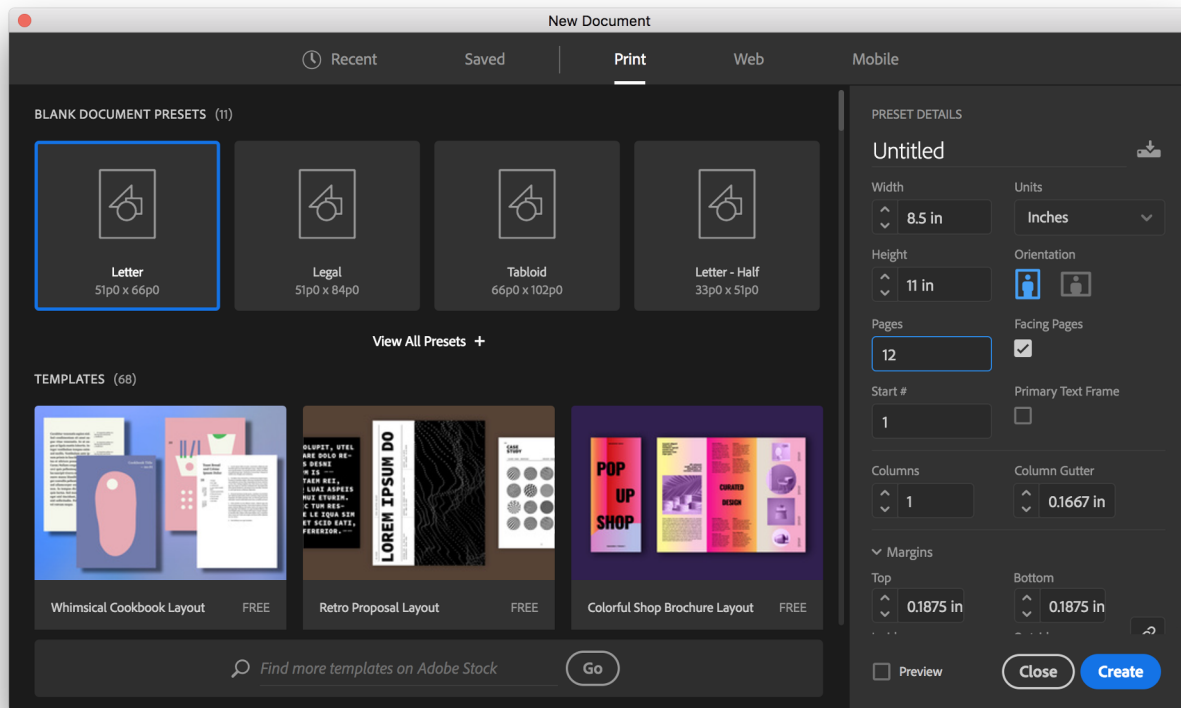 New Document
Recent
Saved
Print
Web
Mobile
BLANK DOCUMENT PRESETS (11)
Letter
51p0 x 66p0
Legal
51p0 x 84p0
Tabloid
66p0 x 102p0
Letter - Half
33p0 x 51p0
View All Presets +
TEMPLATES (68)
LOREM IPSUM DO
CASE
STUDY
POP
UP
SHOP
CURATED
DESIGN
Whimsical Cookbook Layout FREE
Retro Proposal Layout FREE
Colorful Shop Brochure Layout FREE
Find more templates on Adobe Stock
Go
PRESET DETAILS
Untitled
Width
8.5 in
Units
Inches
Height
11 in
Orientation
Pages
12
Facing Pages
Start #
1
Primary Text Frame
Columns
1
Column Gutter
0.1667 in
Margins
Top
0.1875 in
Bottom
0.1875 in
Preview
Close
Create